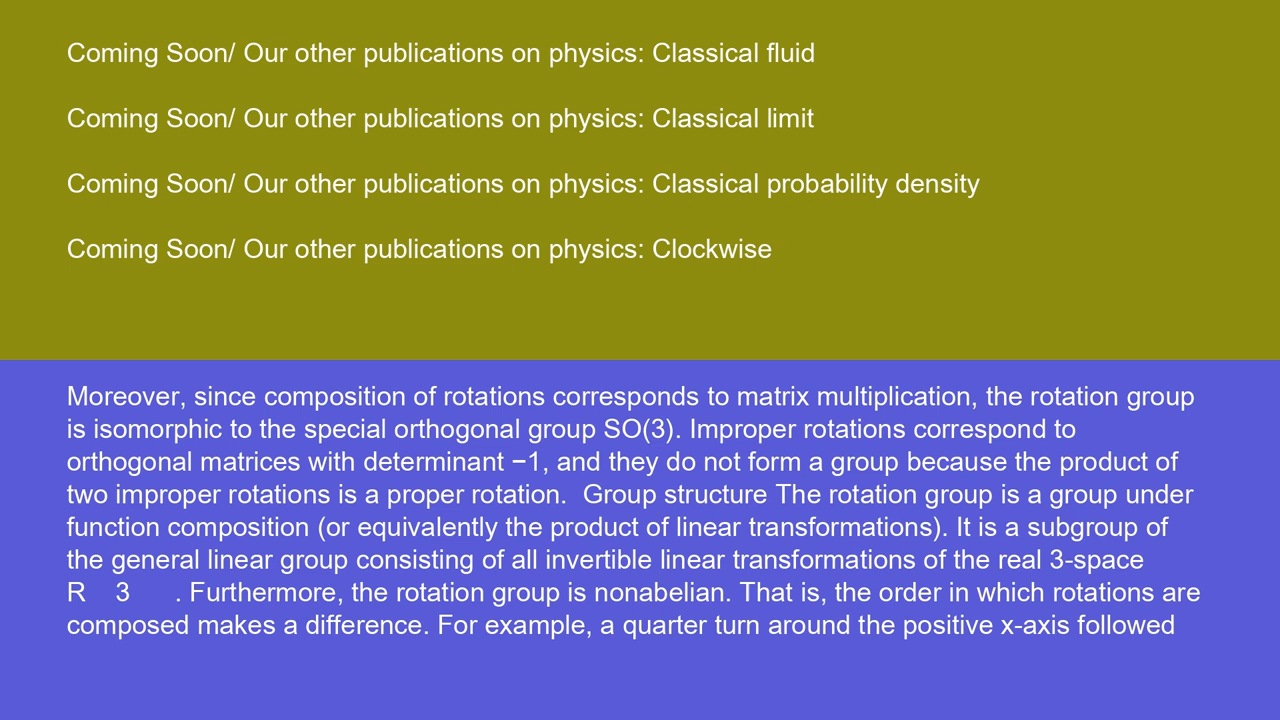 Coming Soon/ Our other publications on physics: Classical fluid
Coming Soon/ Our other publications on physics: Classical limit
Coming Soon/ Our other publications on physics: Classical probability density
Coming Soon/ Our other publications on physics: Clockwise
Moreover, since composition of rotations corresponds to matrix multiplication, the rotation group
is isomorphic to the special orthogonal group SO(3). Improper rotations correspond to
orthogonal matrices with determinant −1, and they do not form a group because the product of
two improper rotations is a proper rotation.  Group structure The rotation group is a group under
function composition (or equivalently the product of linear transformations). It is a subgroup of
the general linear group consisting of all invertible linear transformations of the real 3-space
R    3      . Furthermore, the rotation group is nonabelian. That is, the order in which rotations are
composed makes a difference. For example, a quarter turn around the positive x-axis followed